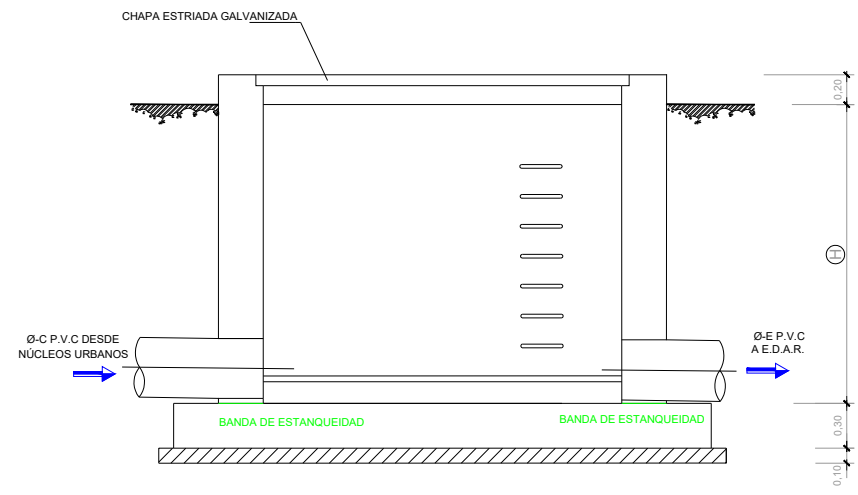 CHAPA ESTRIADA GALVANIZADA
0,20
H
Ø-C P.V.C DESDE
NÚCLEOS URBANOS
Ø-E P.V.C
A E.D.A.R.
BANDA DE ESTANQUEIDAD
BANDA DE ESTANQUEIDAD
0,30
0,10